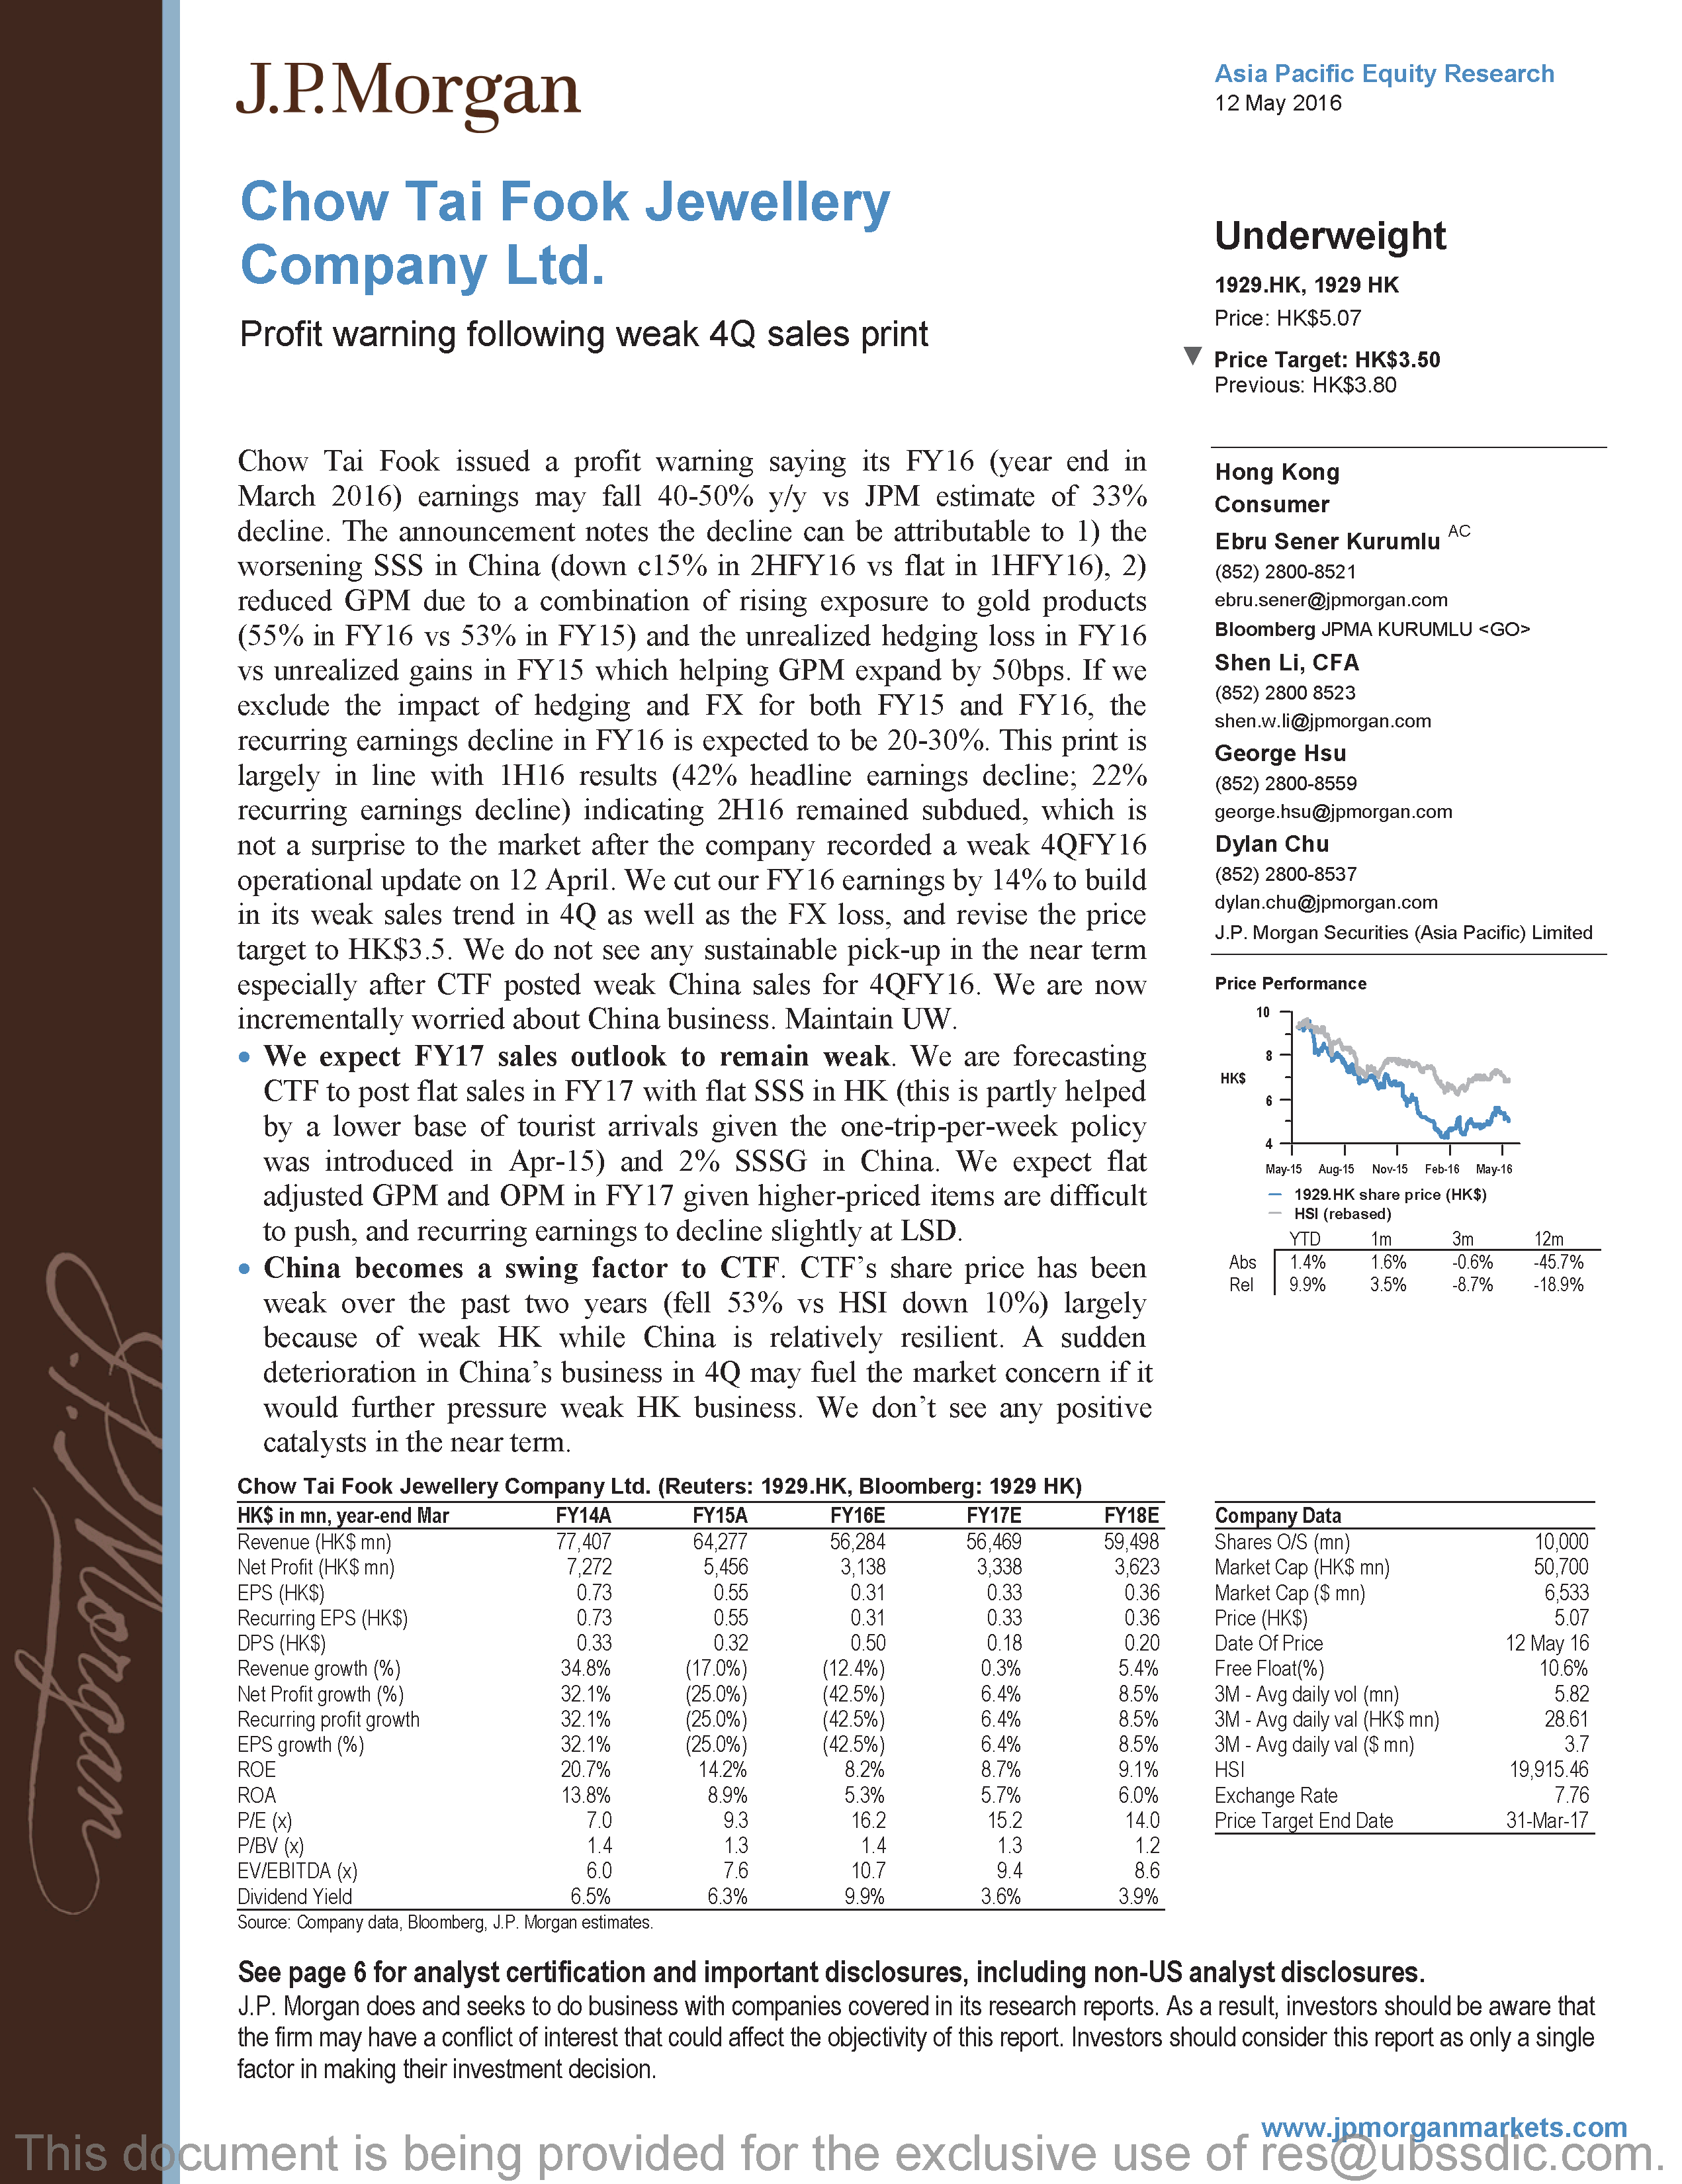 J.P.Morgan
Asia Pacific Equity Research
12 May 2016
Chow Tai Fook Jewellery
Company Ltd.
Profit warning following weak 4Q sales print
Underweight
1929.HK, 1929 HK
Price: HK$5.07
▼ Price Target: HK$3.50
Previous: HK$3.80
Chow Tai Fook issued a profit warning saying its FY16 (year end in
March 2016) earnings may fall 40-50% y/y vs JPM estimate of 33%
decline. The announcement notes the decline can be attributable to 1) the
worsening SSS in China (down c15% in 2HFY16 vs flat in 1HFY16), 2)
reduced GPM due to a combination of rising exposure to gold products
(55% in FY16 vs 53% in FY15) and the unrealized hedging loss in FY16
vs unrealized gains in FY15 which helping GPM expand by 50bps. If we
exclude the impact of hedging and FX for both FY15 and FY16, the
recurring earnings decline in FY16 is expected to be 20-30%. This print is
largely in line with 1H16 results (42% headline earnings decline; 22%
recurring earnings decline) indicating 2H16 remained subdued, which is
not a surprise to the market after the company recorded a weak 4QFY16
operational update on 12 April. We cut our FY16 earnings by 14% to build
in its weak sales trend in 4Q as well as the FX loss, and revise the price
target to HK$3.5. We do not see any sustainable pick-up in the near term
especially after CTF posted weak China sales for 4QFY16. We are now
incrementally worried about China business. Maintain UW.
• We expect FY17 sales outlook to remain weak. We are forecasting
CTF to post flat sales in FY17 with flat SSS in HK (this is partly helped
by a lower base of tourist arrivals given the one-trip-per-week policy
was introduced in Apr-15) and 2% SSSG in China. We expect flat
adjusted GPM and OPM in FY17 given higher-priced items are difficult
to push, and recurring earnings to decline slightly at LSD.
• China becomes a swing factor to CTF. CTF's share price has been
weak over the past two years (fell 53% vs HSI down 10%) largely
because of weak HK while China is relatively resilient. A sudden
deterioration in China's business in 4Q may fuel the market concern if it
would further pressure weak HK business. We don't see any positive
catalysts in the near term.
Hong Kong
Consumer
Ebru Sener Kurumlu AC
(852) 2800-8521
ebru.sener@jpmorgan.com
Bloomberg JPMA KURUMLU <GO>
Shen Li, CFA
(852) 2800 8523
shen.w.li@jpmorgan.com
George Hsu
(852) 2800-8559
george.hsu@jpmorgan.com
Dylan Chu
(852) 2800-8537
dylan.chu@jpmorgan.com
J.P. Morgan Securities (Asia Pacific) Limited
Price Performance
10
8
HK$
6
4
May-15 Aug-15 Nov-15 Feb-16 May-16
1929.HK share price (HK$)
HSI (rebased)
YTD 1m 3m 12m
Abs 1.4% 1.6% -0.6% -45.7%
Rel 9.9% 3.5% -8.7% -18.9%
Chow Tai Fook Jewellery Company Ltd. (Reuters: 1929.HK, Bloomberg: 1929 HK)
HK$ in mn, year-end Mar FY14A FY15A FY16E FY17E FY18E
Revenue (HK$ mn) 77,407 64,277 56,284 56,469 59,498
Net Profit (HK$ mn) 7,272 5,456 3,138 3,338 3,623
EPS (HK$) 0.73 0.55 0.31 0.33 0.36
Recurring EPS (HK$) 0.73 0.55 0.31 0.33 0.36
DPS (HK$) 0.33 0.32 0.50 0.18 0.20
Revenue growth (%) 34.8% (17.0%) (12.4%) 0.3% 5.4%
Net Profit growth (%) 32.1% (25.0%) (42.5%) 6.4% 8.5%
Recurring profit growth 32.1% (25.0%) (42.5%) 6.4% 8.5%
EPS growth (%) 32.1% (25.0%) (42.5%) 6.4% 8.5%
ROE 20.7% 14.2% 8.2% 8.7% 9.1%
ROA 13.8% 8.9% 5.3% 5.7% 6.0%
P/E (x) 7.0 9.3 16.2 15.2 14.0
P/BV (x) 1.4 1.3 1.4 1.3 1.2
EV/EBITDA (x) 6.0 7.6 10.7 9.4 8.6
Dividend Yield 6.5% 6.3% 9.9% 3.6% 3.9%
Source: Company data, Bloomberg, J.P. Morgan estimates.
Company Data
Shares O/S (mn) 10,000
Market Cap (HK$ mn) 50,700
Market Cap ($ mn) 6,533
Price (HK$) 5.07
Date Of Price 12 May 16
Free Float(%) 10.6%
3M - Avg daily vol (mn) 5.82
3M - Avg daily val (HK$ mn) 28.61
3M - Avg daily val ($ mn) 3.7
HSI 19,915.46
Exchange Rate 7.76
Price Target End Date 31-Mar-17
See page 6 for analyst certification and important disclosures, including non-US analyst disclosures.
J.P. Morgan does and seeks to do business with companies covered in its research reports. As a result, investors should be aware that
the firm may have a conflict of interest that could affect the objectivity of this report. Investors should consider this report as only a single
factor in making their investment decision.
www.jpmorganmarkets.com
This document is being provided for the exclusive use of res@ubssdic.com.
J.P. Morgan